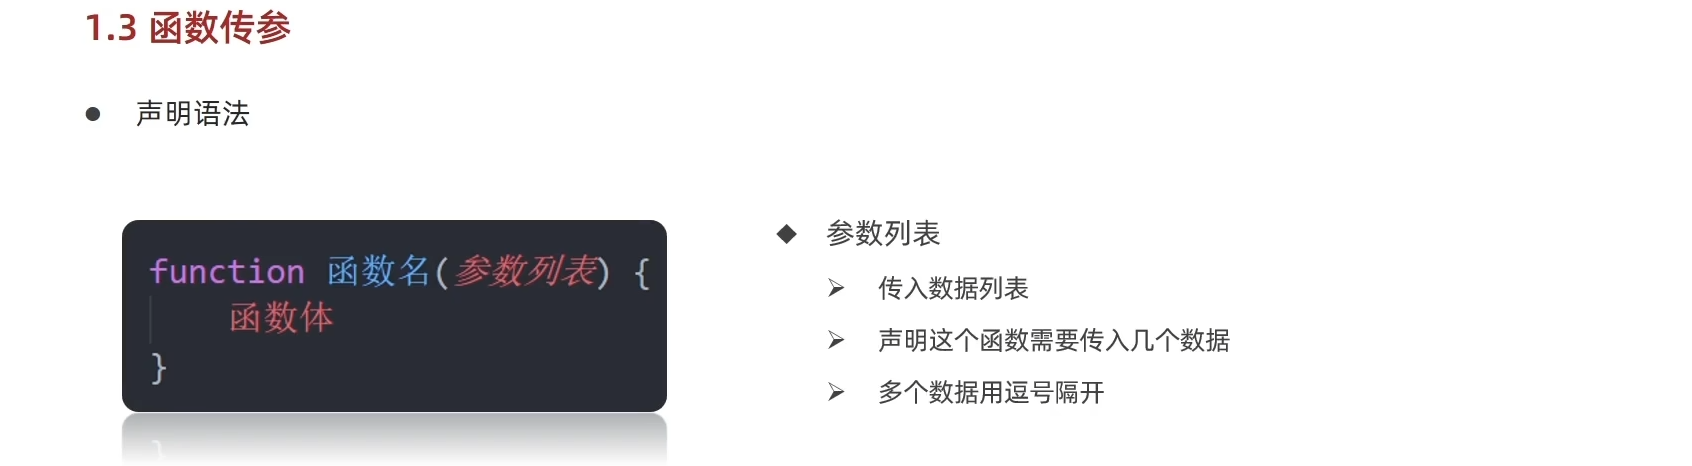 1.3 函数传参
声明语法
function 函数名(参数列表) {
函数体
}
参数列表
传入数据列表
声明这个函数需要传入几个数据
多个数据用逗号隔开